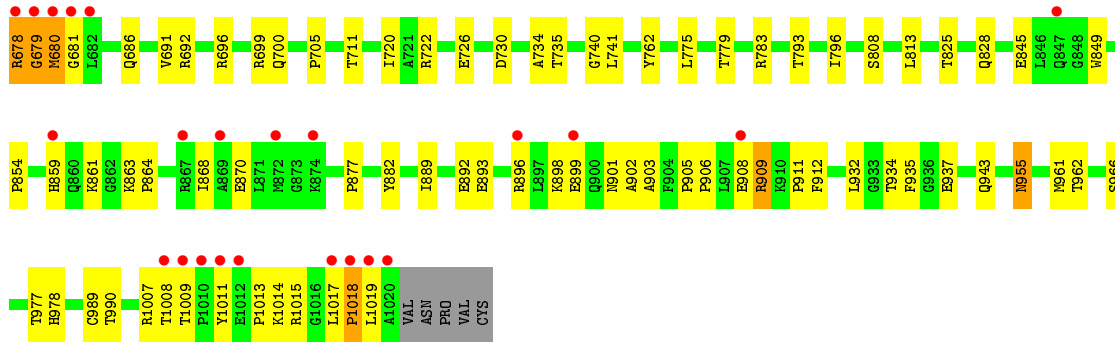 R678 G679 M680 G681 L682 Q686 V691 R692 R696 R699 Q700 P705 T711 I720 A721 R722 E726 D730 A734 T735 G740 L741 Y762 L775 T779 R783 T793 I796 S808 L813 T825 Q828 E845 L846 Q847 G848 W849
P854 H859 Q860 K861 G862 K863 P864 R867 I868 A869 E870 L871 M872 G873 K874 P877 Y882 I889 E892 E893 R896 L897 K898 E899 Q900 N901 A902 A903 F904 P905 P906 L907 E908 R909 K910 P911 F912 L932 G933 T934 F935 G936 E937 Q943 N955 M961 T962 S966
T977 H978 C989 T990 R1007 T1008 T1009 P1010 Y1011 E1012 P1013 K1014 R1015 G1016 L1017 P1018 L1019 A1020 VAL ASN PRO VAL CYS